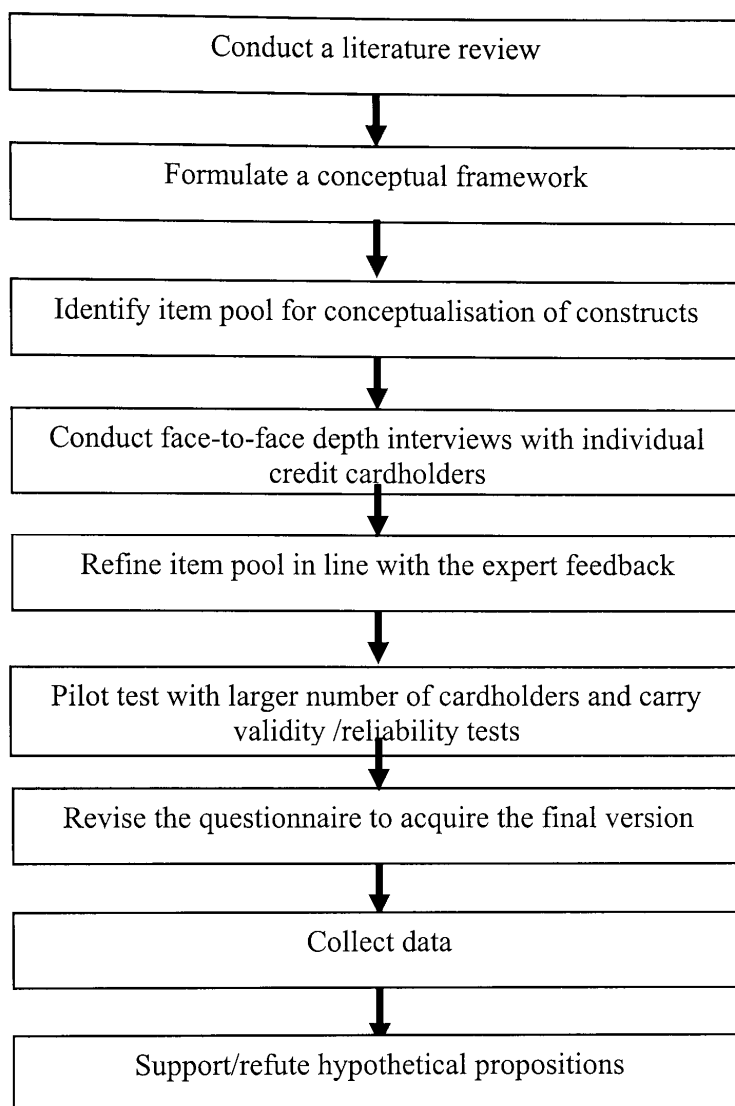 Conduct a literature review
Formulate a conceptual framework
Identify item pool for conceptualisation of constructs
Conduct face-to-face depth interviews with individual
credit cardholders
Refine item pool in line with the expert feedback
Pilot test with larger number of cardholders and carry
validity /reliability tests
Revise the questionnaire to acquire the final version
Collect data
Support/refute hypothetical propositions